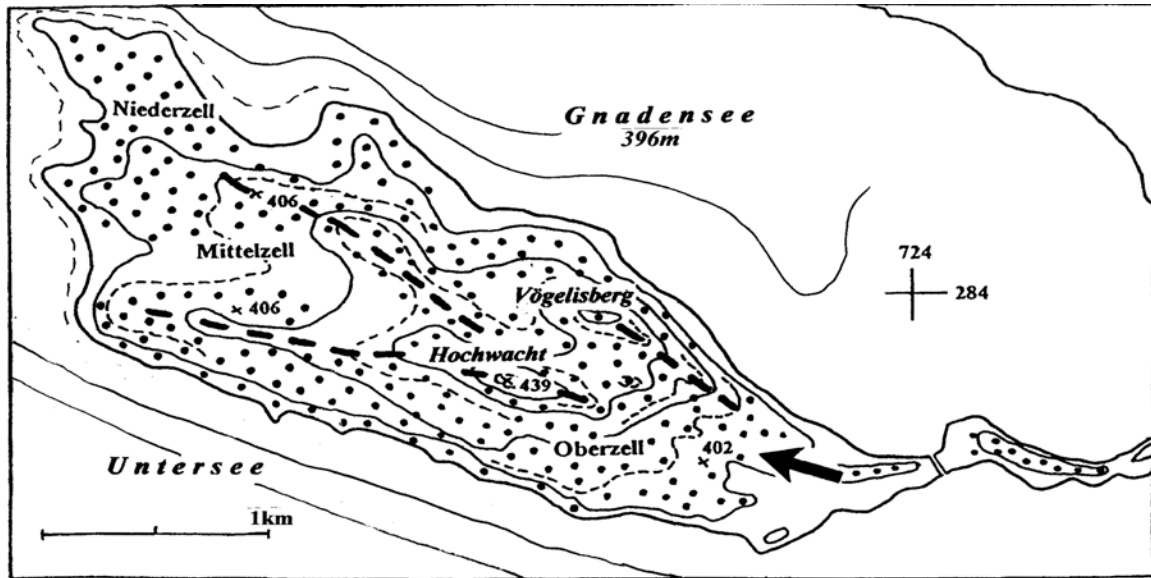 Gnadensee
396m
Niederzell
406
Mittelzell
724
284
Vögelisberg
406
Hochwacht
439
Oberzell
402
Untersee
1km